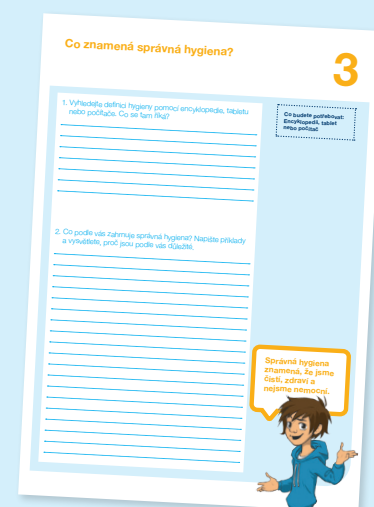 Co znamená správná hygiena?
3
1. Vyhledejte definici hygieny pomocí encyklopedie, tabletu
nebo počítače. Co se tam říká?
Co budete potřebovat:
Encyklopedii, tablet
nebo počítač
2. Co podle vás zahrnuje správná hygiena? Napište příklady
a vysvětlete, proč jsou podle vás důležité.
Správná hygiena
znamená, že jsme
čistí, zdraví a
nejsme nemocní.